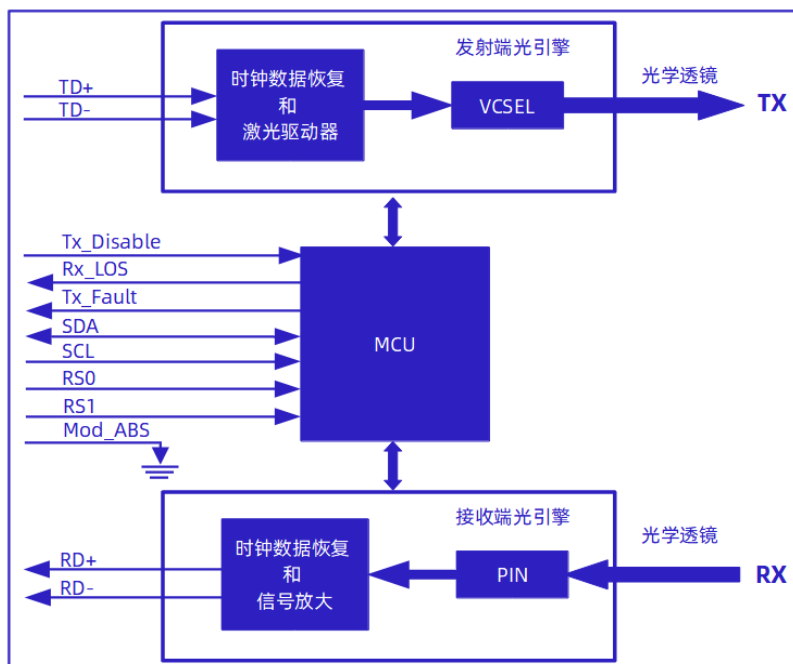 发射端光引擎
光学透镜
TD+
TD-
时钟数据恢复
和
激光驱动器
VCSEL
TX
Tx_Disable
Rx_LOS
Tx_Fault
SDA
SCL
RS0
RS1
Mod_ABS
MCU
接收端光引擎
光学透镜
RD+
RD-
时钟数据恢复
和
信号放大
PIN
RX